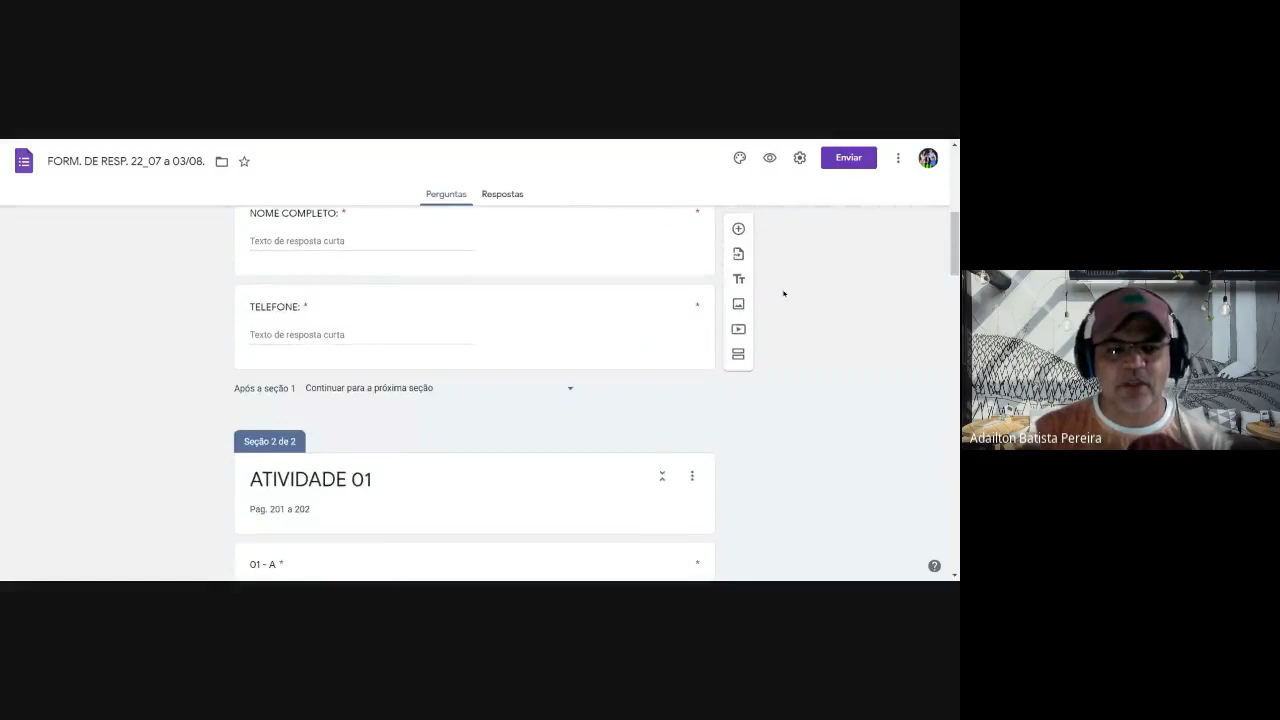 FORM. DE RESP. 22_07 a 03/08.
Enviar
Perguntas Respostas
NOME COMPLETO: * *
Texto de resposta curta
TELEFONE: * *
Texto de resposta curta
Após a seção 1 Continuar para a próxima seção
Seção 2 de 2
ATIVIDADE 01
Pag. 201 a 202
01 - A * *
Adailton Batista Pereira